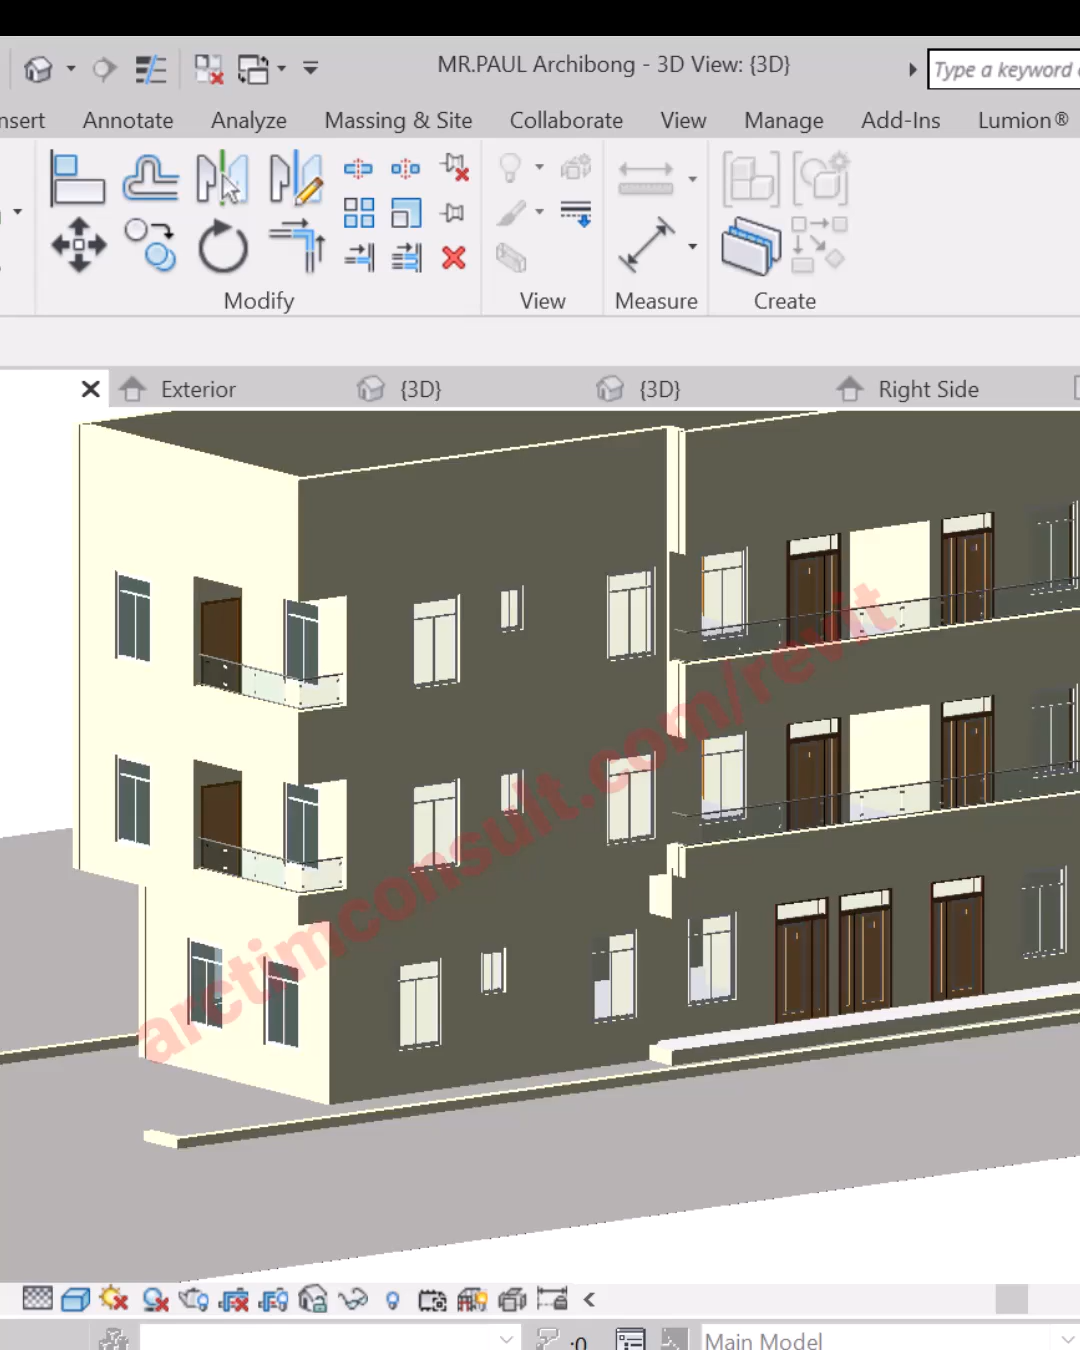 MR.PAUL Archibong - 3D View: {3D}
Type a keyword
nsert Annotate Analyze Massing & Site Collaborate View Manage Add-Ins Lumion®
Modify View Measure Create
Exterior {3D} {3D} Right Side
arctimconsult.com/revit
:0 Main Model